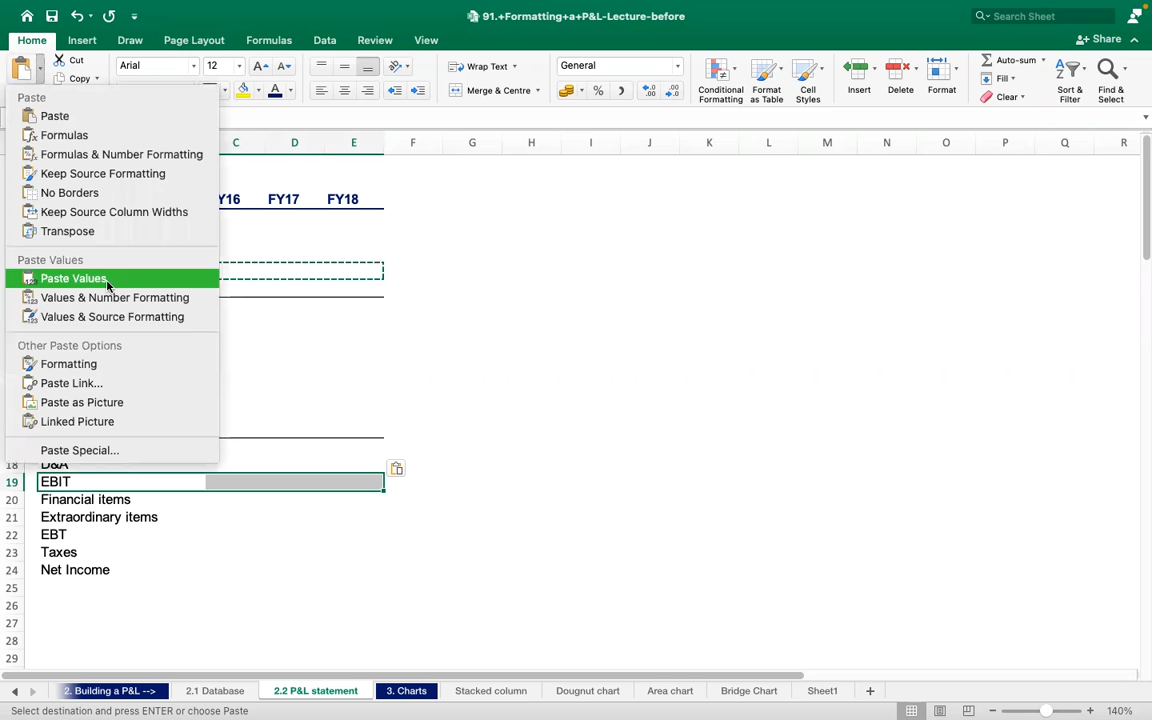 91.+Formatting+a+P&L-Lecture-before
Search Sheet
Home Insert Draw Page Layout Formulas Data Review View
Share
Cut
Copy
Arial 12
Wrap Text
Merge & Centre
General
Conditional Formatting
Format as Table
Cell Styles
Insert
Delete
Format
Auto-sum
Fill
Clear
Sort & Filter
Find & Select
Paste
Paste
Formulas
Formulas & Number Formatting
Keep Source Formatting
No Borders
Keep Source Column Widths
Transpose
Paste Values
Paste Values
Values & Number Formatting
Values & Source Formatting
Other Paste Options
Formatting
Paste Link...
Paste as Picture
Linked Picture
Paste Special...
C D E F G H I J K L M N O P Q R
Y16 FY17 FY18
18 D&A
19 EBIT
20 Financial items
21 Extraordinary items
22 EBT
23 Taxes
24 Net Income
25
26
27
28
29
2. Building a P&L --> 2.1 Database 2.2 P&L statement 3. Charts Stacked column Dougnut chart Area chart Bridge Chart Sheet1
Select destination and press ENTER or choose Paste
140%